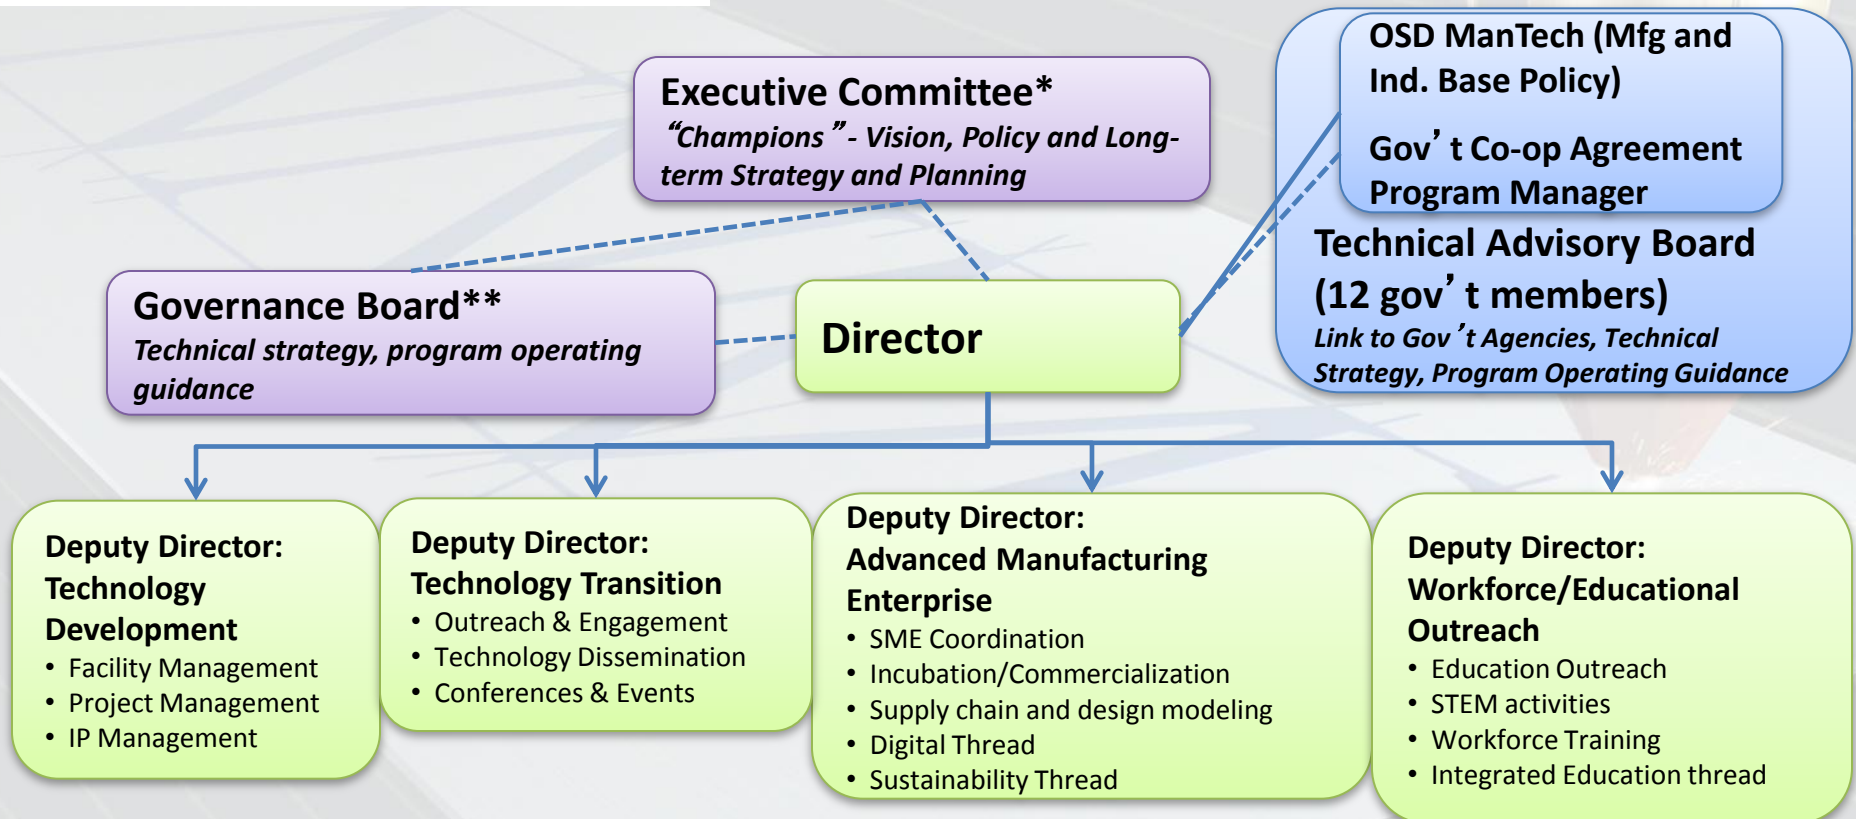 Executive Committee*
“Champions” - Vision, Policy and Long-
term Strategy and Planning
OSD ManTech (Mfg and
Ind. Base Policy)
Gov’t Co-op Agreement
Program Manager
Technical Advisory Board
(12 gov’t members)
Link to Gov’t Agencies, Technical
Strategy, Program Operating Guidance
Governance Board**
Technical strategy, program operating
guidance
Director
Deputy Director:
Technology
Development
• Facility Management
• Project Management
• IP Management
Deputy Director:
Technology Transition
• Outreach & Engagement
• Technology Dissemination
• Conferences & Events
Deputy Director:
Advanced Manufacturing
Enterprise
• SME Coordination
• Incubation/Commercialization
• Supply chain and design modeling
• Digital Thread
• Sustainability Thread
Deputy Director:
Workforce/Educational
Outreach
• Education Outreach
• STEM activities
• Workforce Training
• Integrated Education thread